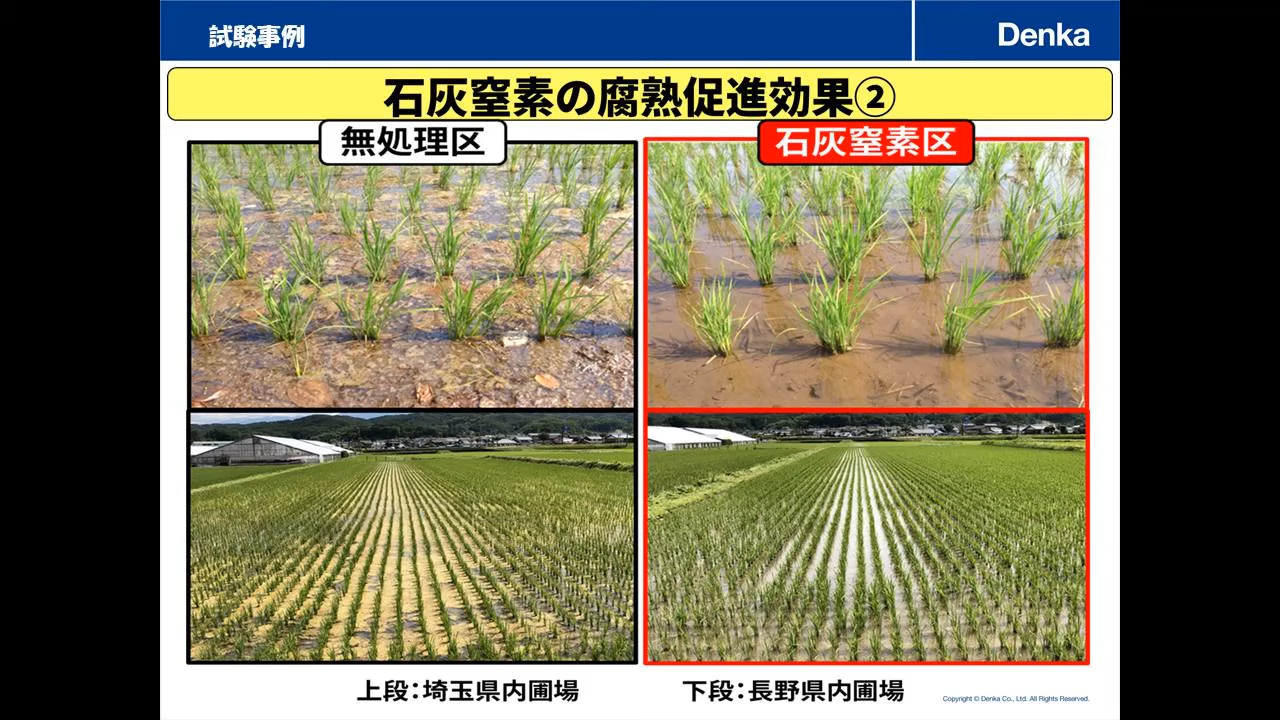 試験事例
Denka
石灰窒素の腐熟促進効果②
無処理区
石灰窒素区
上段：埼玉県内圃場
下段：長野県内圃場
Copyright © Denka Co., Ltd. All Rights Reserved.